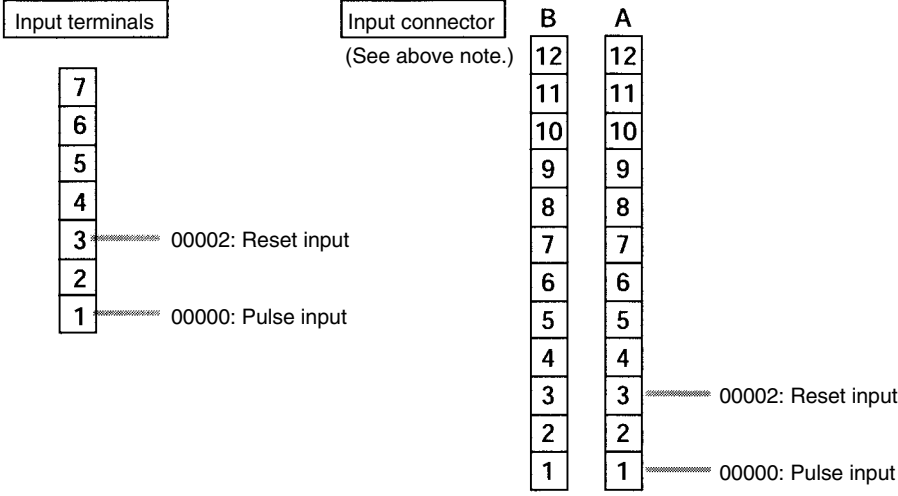 Input terminals
7
6
5
4
3 00002: Reset input
2
1 00000: Pulse input
Input connector
(See above note.)
B A
12 12
11 11
10 10
9 9
8 8
7 7
6 6
5 5
4 4
3 3 00002: Reset input
2 2
1 1 00000: Pulse input